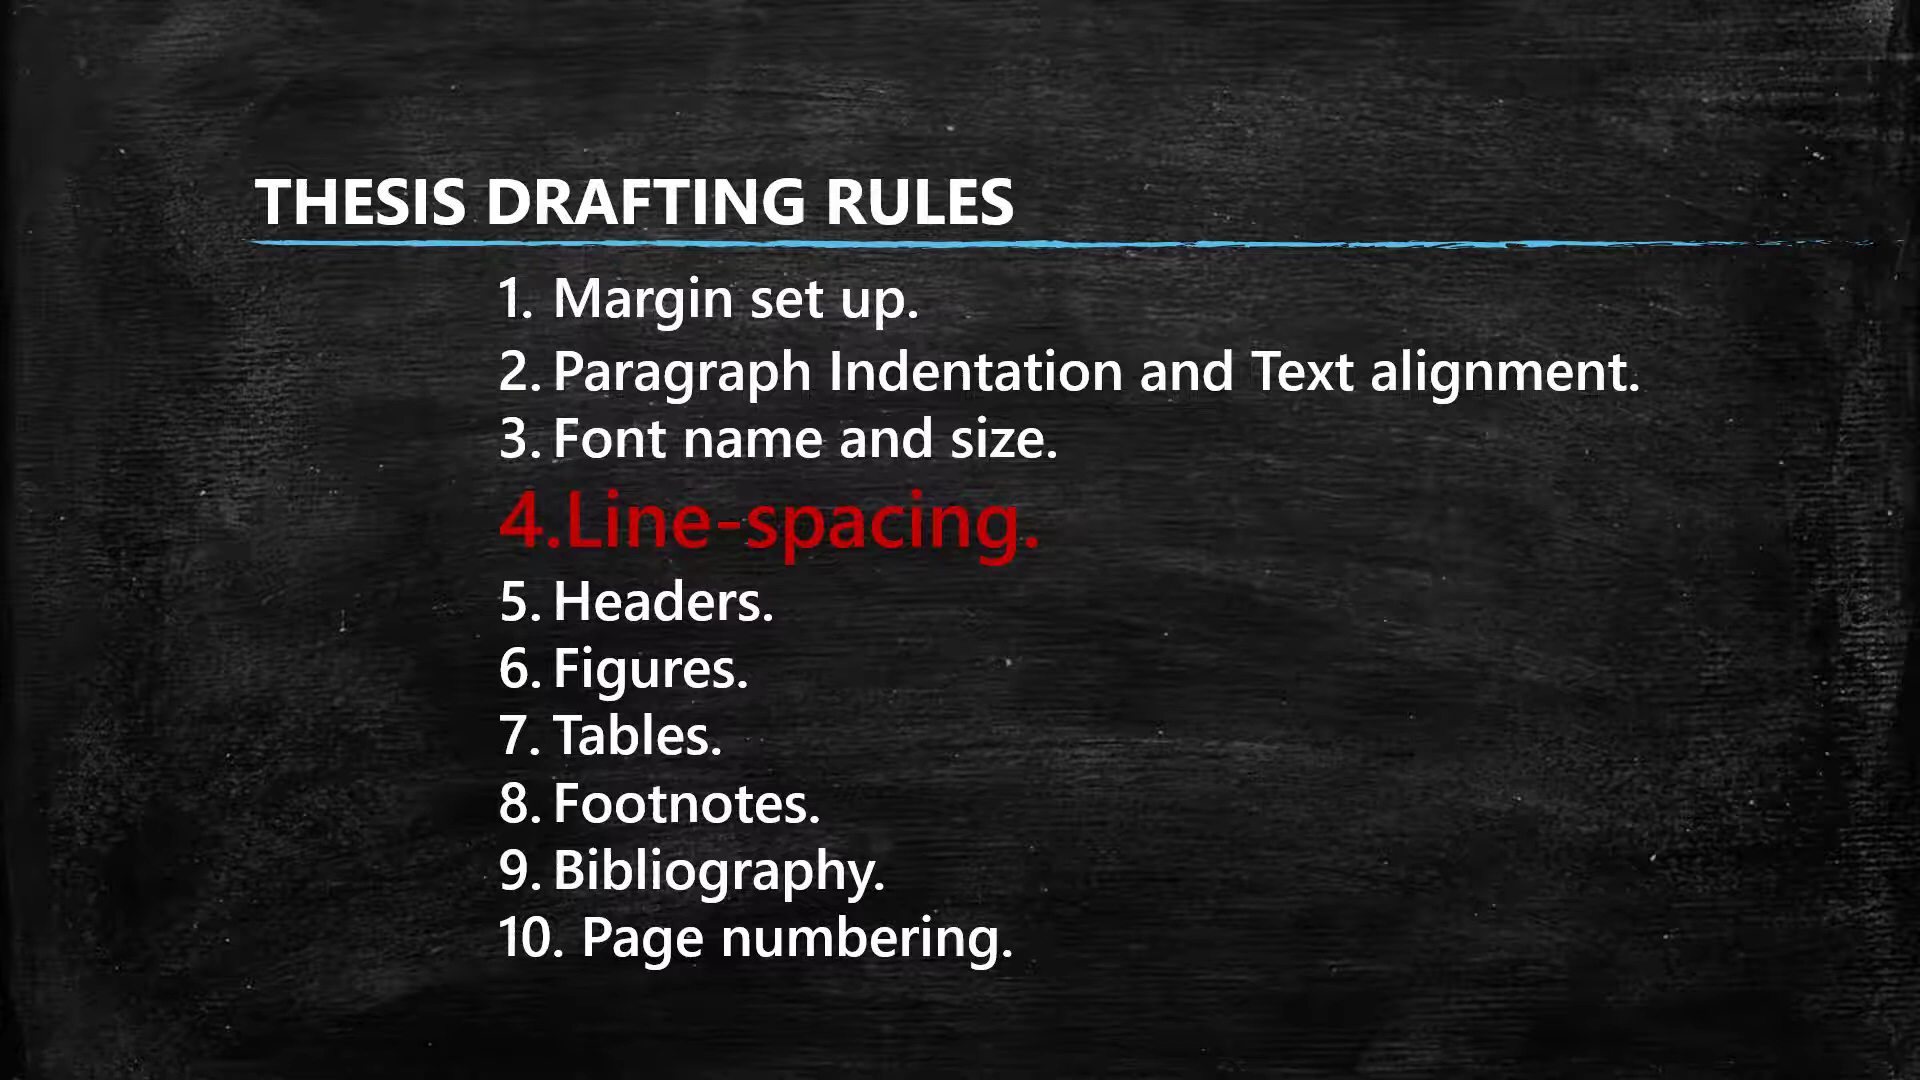 THESIS DRAFTING RULES
1. Margin set up.
2. Paragraph Indentation and Text alignment.
3. Font name and size.
4.Line-spacing.
5. Headers.
6. Figures.
7. Tables.
8. Footnotes.
9. Bibliography.
10. Page numbering.